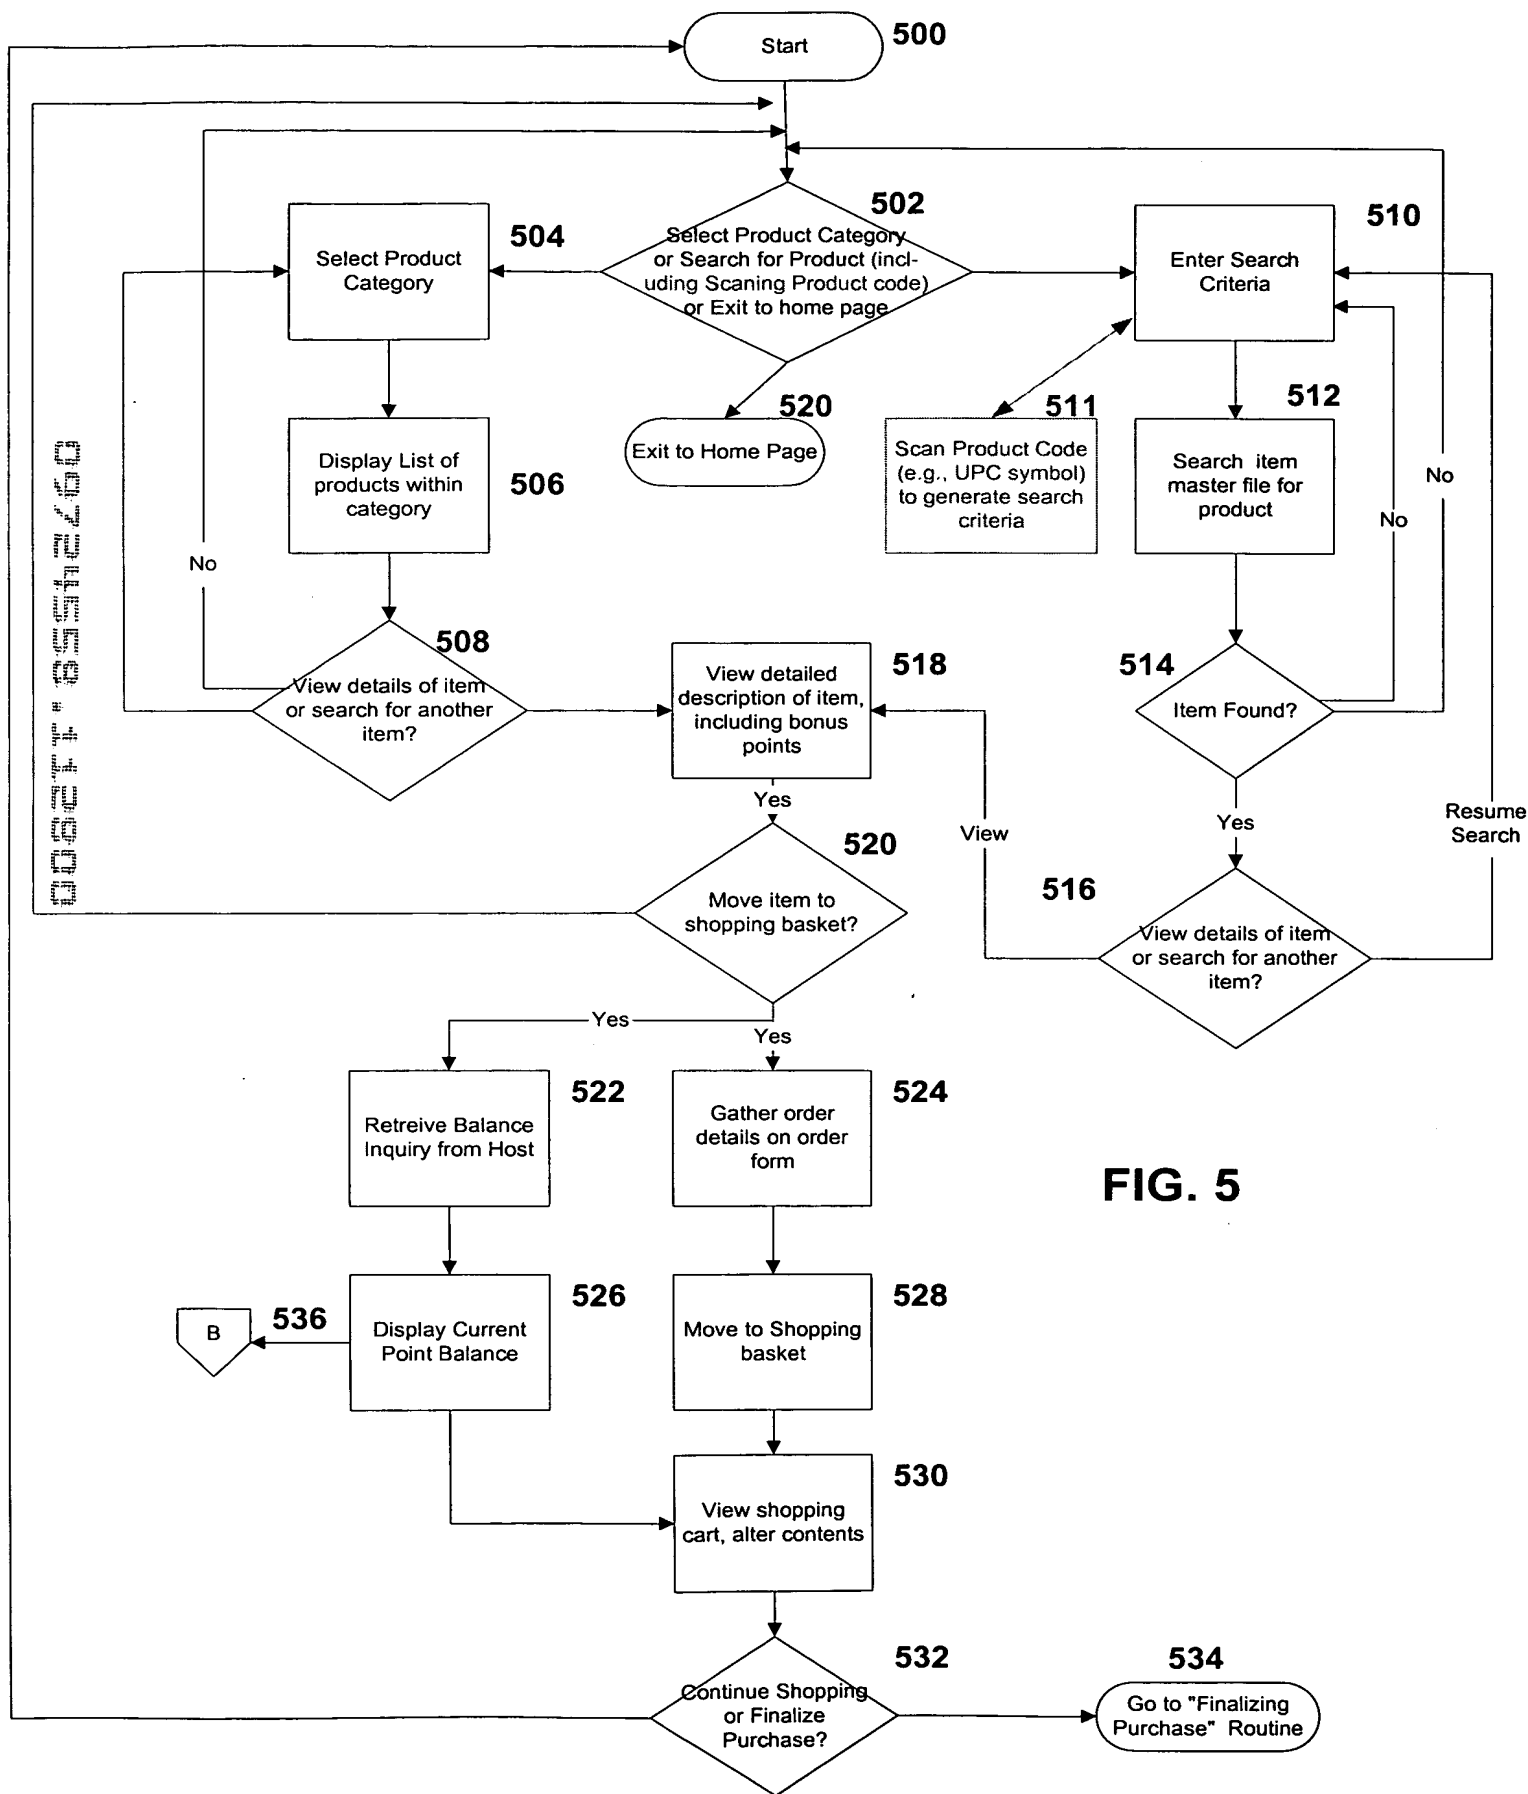 Start
500
502
Select Product Category
or Search for Product (incl-
uding Scaning Product code)
or Exit to home page
504
Select Product
Category
510
Enter Search
Criteria
520
Exit to Home Page
511
Scan Product Code
(e.g., UPC symbol)
to generate search
criteria
512
Search item
master file for
product
No
No
506
Display List of
products within
category
No
508
View details of item
or search for another
item?
518
View detailed
description of item,
including bonus
points
514
Item Found?
Yes
Yes
View
Resume
Search
520
Move item to
shopping basket?
516
View details of item
or search for another
item?
Yes
Yes
522
Retreive Balance
Inquiry from Host
524
Gather order
details on order
form
FIG. 5
536
B
526
Display Current
Point Balance
528
Move to Shopping
basket
530
View shopping
cart, alter contents
532
Continue Shopping
or Finalize
Purchase?
534
Go to "Finalizing
Purchase" Routine
09724558.112800